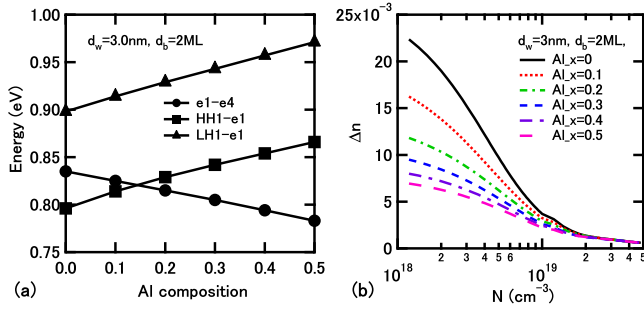 (a)
Energy (eV)
1.00
0.95
0.90
0.85
0.80
0.75
d_w=3.0nm, d_b=2ML
e1-e4
HH1-e1
LH1-e1
0.0 0.1 0.2 0.3 0.4 0.5
Al composition
(b)
Δn
25x10^-3
20
15
10
5
0
d_w=3nm, d_b=2ML,
Al_x=0
Al_x=0.1
Al_x=0.2
Al_x=0.3
Al_x=0.4
Al_x=0.5
10^18 2 3 4 5 6 10^19 2 3 4 5
N (cm^-3)